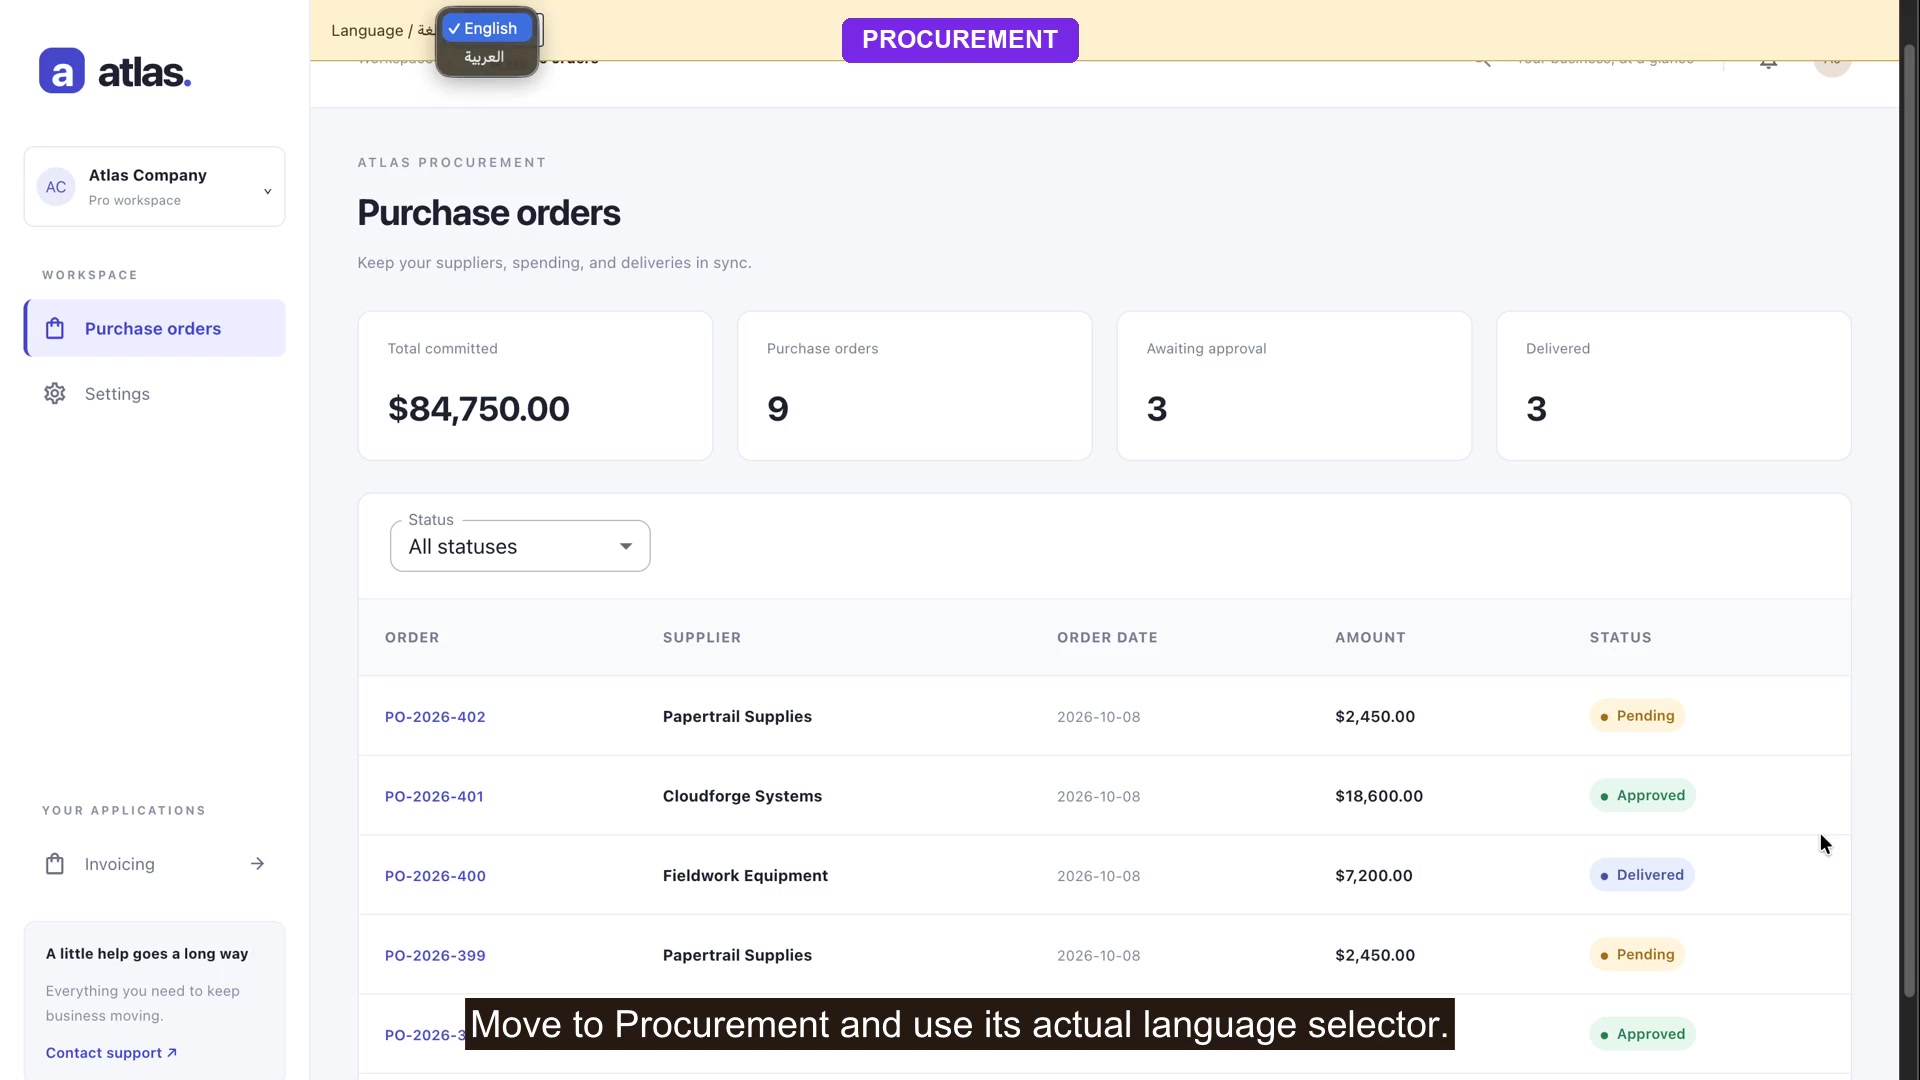 a atlas.
AC
Atlas Company
Pro workspace
WORKSPACE
Purchase orders
Settings
YOUR APPLICATIONS
Invoicing
A little help goes a long way
Everything you need to keep
business moving.
Contact support ↗
Language /
✓ English
العربية
PROCUREMENT
ATLAS PROCUREMENT
Purchase orders
Keep your suppliers, spending, and deliveries in sync.
Total committed
$84,750.00
Purchase orders
9
Awaiting approval
3
Delivered
3
Status
All statuses
ORDER SUPPLIER ORDER DATE AMOUNT STATUS
PO-2026-402 Papertrail Supplies 2026-10-08 $2,450.00 Pending
PO-2026-401 Cloudforge Systems 2026-10-08 $18,600.00 Approved
PO-2026-400 Fieldwork Equipment 2026-10-08 $7,200.00 Delivered
PO-2026-399 Papertrail Supplies 2026-10-08 $2,450.00 Pending
PO-2026-3 Approved
Move to Procurement and use its actual language selector.